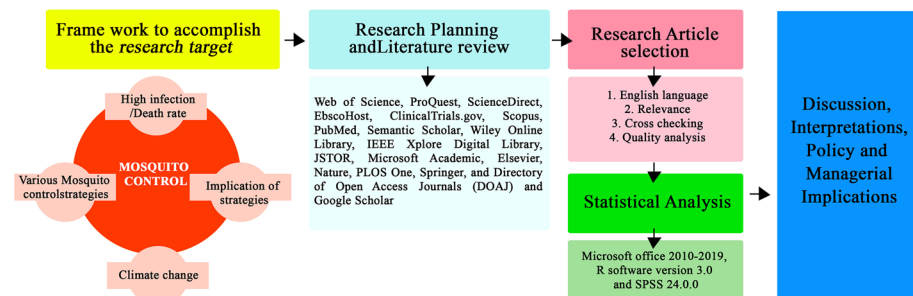 Frame work to accomplish
the research target
High infection
/Death rate
MOSQUITO
CONTROL
Various Mosquito
controlstrategies
Implication of
strategies
Climate change
Research Planning
andLiterature review
Web of Science, ProQuest, ScienceDirect,
EbscoHost, ClinicalTrials.gov, Scopus,
PubMed, Semantic Scholar, Wiley Online
Library, IEEE Xplore Digital Library,
JSTOR, Microsoft Academic, Elsevier,
Nature, PLOS One, Springer, and Directory
of Open Access Journals (DOAJ) and
Google Scholar
Research Article
selection
1. English language
2. Relevance
3. Cross checking
4. Quality analysis
Statistical Analysis
Microsoft office 2010-2019,
R software version 3.0
and SPSS 24.0.0
Discussion,
Interpretations,
Policy and
Managerial
Implications